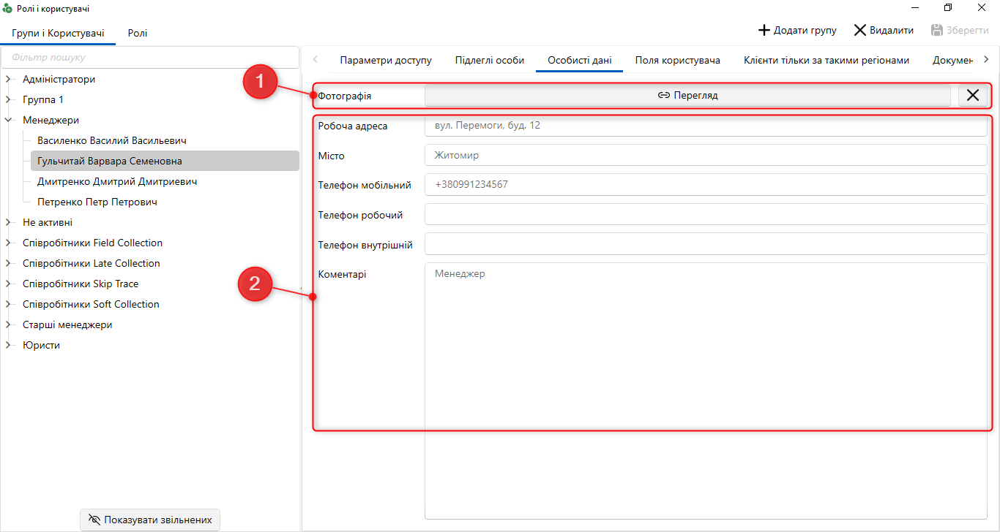 Ролі і користувачі
Групи і Користувачі
Ролі
Додати групу
Видалити
Зберегти
Фільтр пошуку
Адміністратори
Группа 1
Менеджери
Василенко Василий Васильевич
Гульчитай Варвара Семеновна
Дмитренко Дмитрий Дмитриевич
Петренко Петр Петрович
Не активні
Співробітники Field Collection
Співробітники Late Collection
Співробітники Skip Trace
Співробітники Soft Collection
Старші менеджери
Юристи
Показувати звільнених
Параметри доступу
Підлеглі особи
Особисті дані
Поля користувача
Клієнти тільки за такими регіонами
Докумен
1
Фотографія
Перегляд
2
Робоча адреса
вул. Перемоги, буд. 12
Місто
Житомир
Телефон мобільний
+380991234567
Телефон робочий
Телефон внутрішній
Коментарі
Менеджер